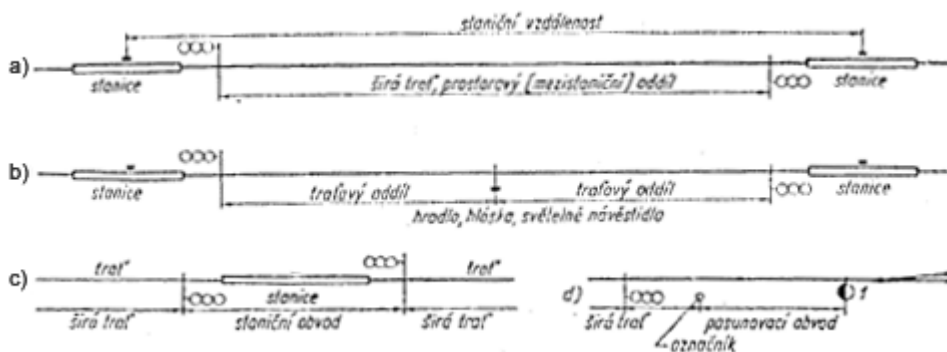 staniční vzdálenost
a)
stanice
širá trať, prostorový (mezistaniční) oddíl
stanice
b)
stanice
traťový oddíl
traťový oddíl
stanice
hradlo, hláska, světelné návěstidlo
c)
trať
trať
stanice
širá trať
staniční obvod
širá trať
d)
1
širá trať
posunovací obvod
označník